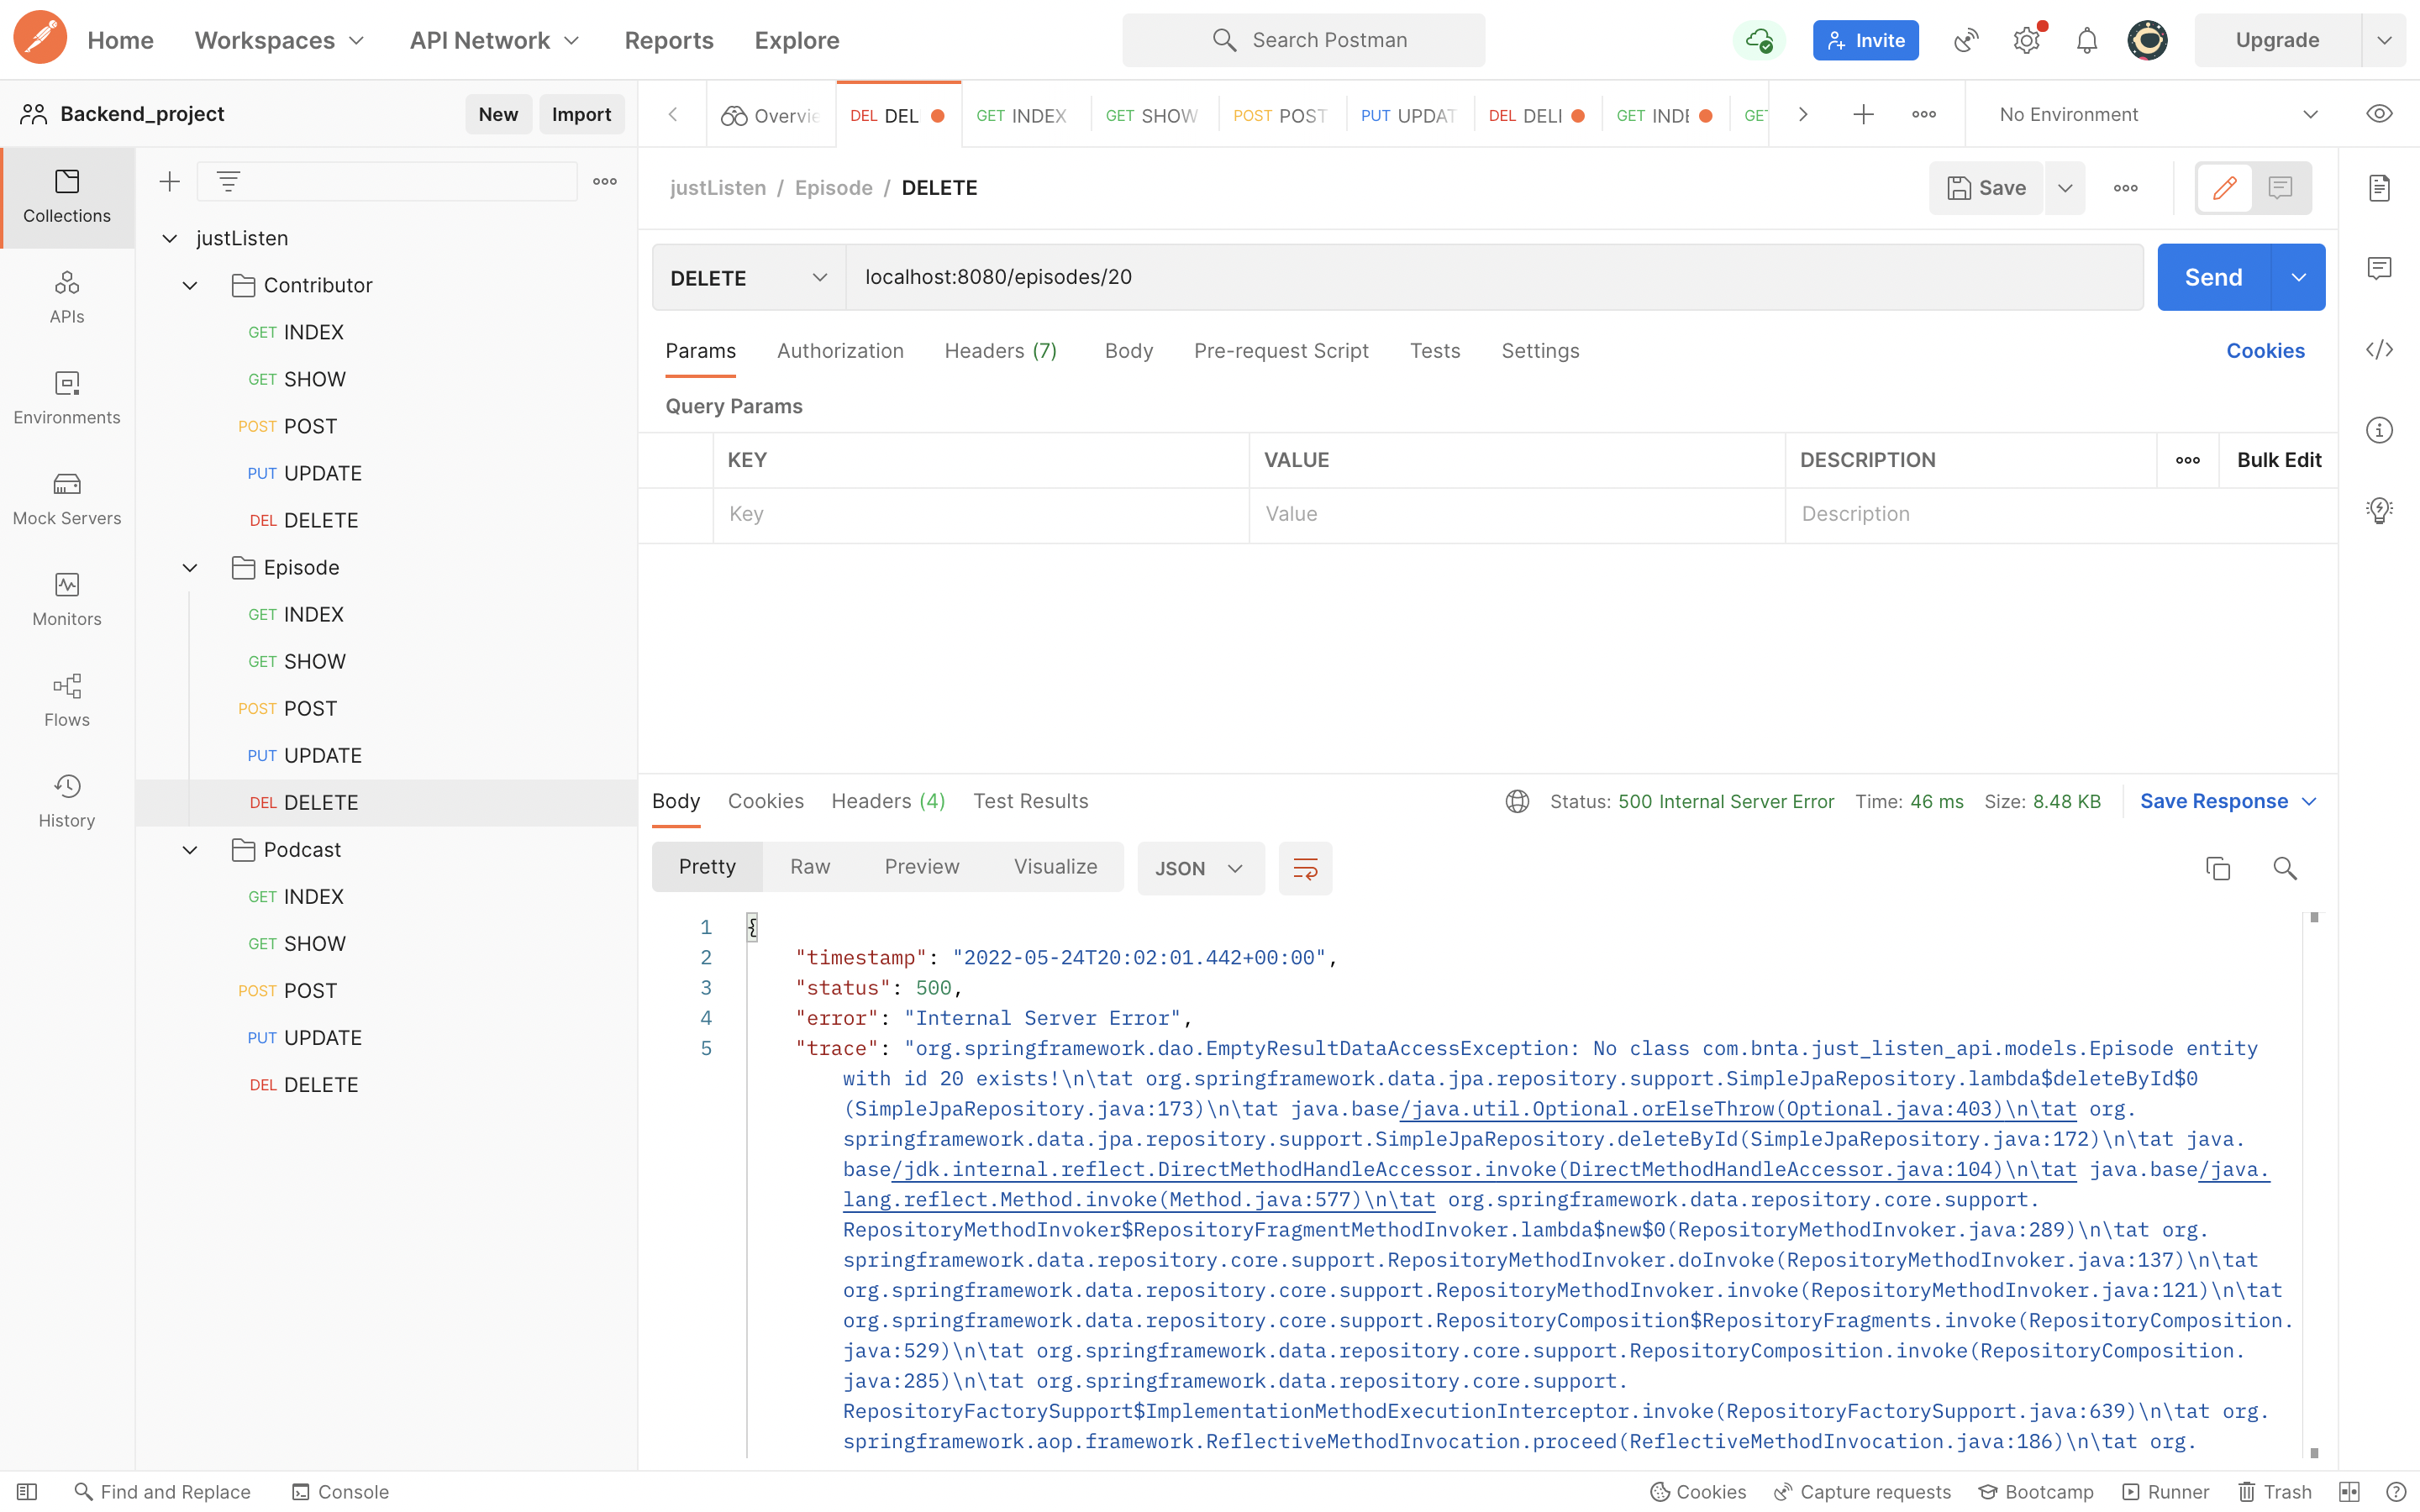 Home
Workspaces
API Network
Reports
Explore
Search Postman
Invite
Upgrade
Backend_project
New
Import
Overvie
DEL DEL
GET INDEX
GET SHOW
POST POST
PUT UPDAT
DEL DEL
GET INDE
GET
No Environment
Collections
APIs
Environments
Mock Servers
Monitors
Flows
History
justListen
Contributor
GET INDEX
GET SHOW
POST POST
PUT UPDATE
DEL DELETE
Episode
GET INDEX
GET SHOW
POST POST
PUT UPDATE
DEL DELETE
Podcast
GET INDEX
GET SHOW
POST POST
PUT UPDATE
DEL DELETE
justListen / Episode / DELETE
Save
DELETE
localhost:8080/episodes/20
Send
Params
Authorization
Headers (7)
Body
Pre-request Script
Tests
Settings
Cookies
Query Params
KEY
VALUE
DESCRIPTION
Bulk Edit
Key
Value
Description
Body
Cookies
Headers (4)
Test Results
Status: 500 Internal Server Error
Time: 46 ms
Size: 8.48 KB
Save Response
Pretty
Raw
Preview
Visualize
JSON
1 {
2 "timestamp": "2022-05-24T20:02:01.442+00:00",
3 "status": 500,
4 "error": "Internal Server Error",
5 "trace": "org.springframework.dao.EmptyResultDataAccessException: No class com.bnta.just_listen_api.models.Episode entity
with id 20 exists!\n\tat org.springframework.data.jpa.repository.support.SimpleJpaRepository.lambda$deleteById$0
(SimpleJpaRepository.java:173)\n\tat java.base/java.util.Optional.orElseThrow(Optional.java:403)\n\tat org.
springframework.data.jpa.repository.support.SimpleJpaRepository.deleteById(SimpleJpaRepository.java:172)\n\tat java.
base/jdk.internal.reflect.DirectMethodHandleAccessor.invoke(DirectMethodHandleAccessor.java:104)\n\tat java.base/java.
lang.reflect.Method.invoke(Method.java:577)\n\tat org.springframework.data.repository.core.support.
RepositoryMethodInvoker$RepositoryFragmentMethodInvoker.lambda$new$0(RepositoryMethodInvoker.java:289)\n\tat org.
springframework.data.repository.core.support.RepositoryMethodInvoker.doInvoke(RepositoryMethodInvoker.java:137)\n\tat
org.springframework.data.repository.core.support.RepositoryMethodInvoker.invoke(RepositoryMethodInvoker.java:121)\n\tat
org.springframework.data.repository.core.support.RepositoryComposition$RepositoryFragments.invoke(RepositoryComposition.
java:529)\n\tat org.springframework.data.repository.core.support.RepositoryComposition.invoke(RepositoryComposition.
java:285)\n\tat org.springframework.data.repository.core.support.
RepositoryFactorySupport$ImplementationMethodExecutionInterceptor.invoke(RepositoryFactorySupport.java:639)\n\tat org.
springframework.aop.framework.ReflectiveMethodInvocation.proceed(ReflectiveMethodInvocation.java:186)\n\tat org.
Find and Replace
Console
Cookies
Capture requests
Bootcamp
Runner
Trash